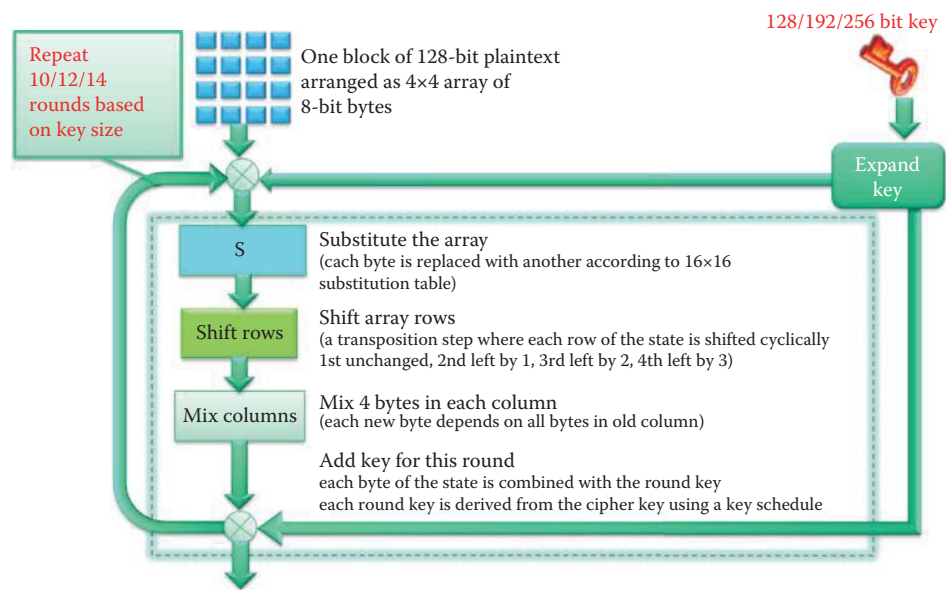 128/192/256 bit key
Repeat
10/12/14
rounds based
on key size
One block of 128-bit plaintext
arranged as 4×4 array of
8-bit bytes
Expand
key
S
Substitute the array
(cach byte is replaced with another according to 16×16
substitution table)
Shift rows
Shift array rows
(a transposition step where each row of the state is shifted cyclically
1st unchanged, 2nd left by 1, 3rd left by 2, 4th left by 3)
Mix columns
Mix 4 bytes in each column
(each new byte depends on all bytes in old column)
Add key for this round
each byte of the state is combined with the round key
each round key is derived from the cipher key using a key schedule